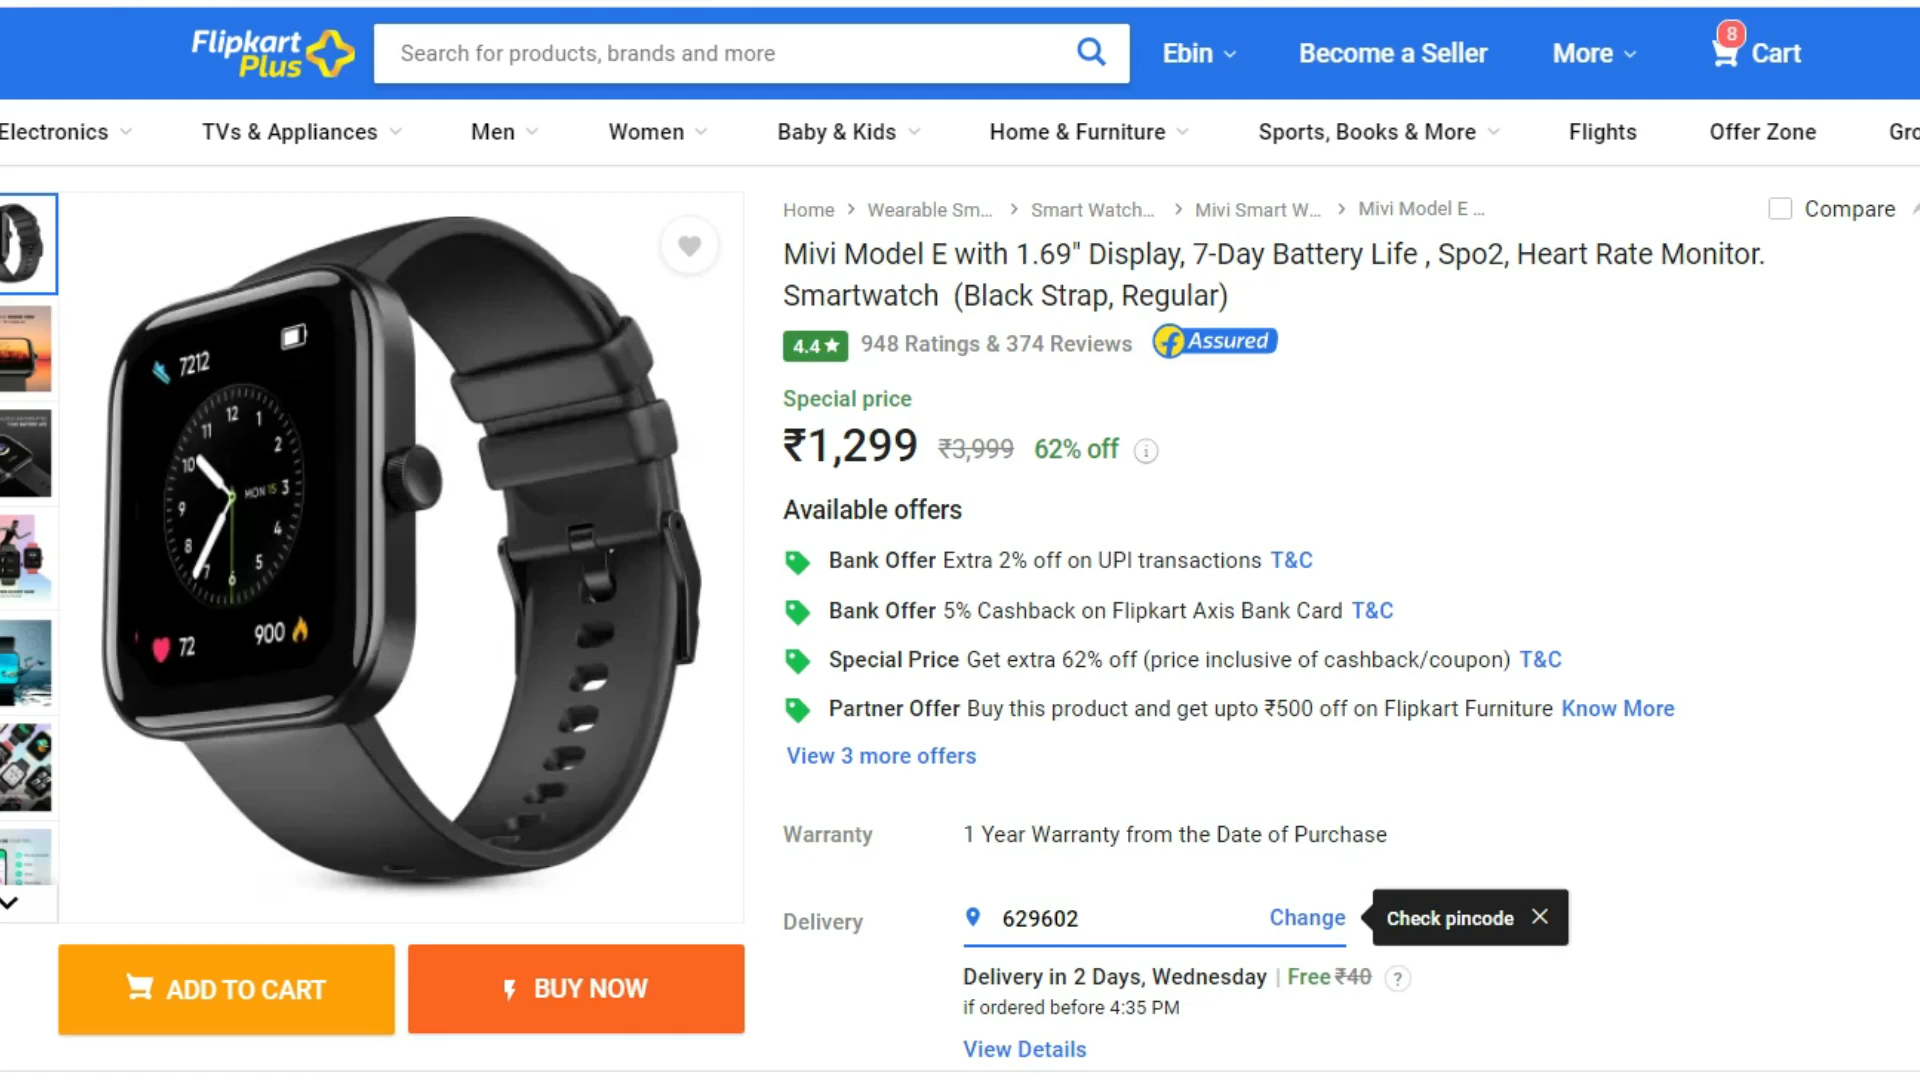 Flipkart
Plus
Search for products, brands and more
Ebin
Become a Seller
More
8
Cart
Electronics
TVs & Appliances
Men
Women
Baby & Kids
Home & Furniture
Sports, Books & More
Flights
Offer Zone
Gro
Home
Wearable Sm...
Smart Watch...
Mivi Smart W...
Mivi Model E ...
Compare
Mivi Model E with 1.69" Display, 7-Day Battery Life , Spo2, Heart Rate Monitor.
Smartwatch (Black Strap, Regular)
4.4★
948 Ratings & 374 Reviews
f Assured
Special price
₹1,299 ₹3,999 62% off
Available offers
Bank Offer Extra 2% off on UPI transactions T&C
Bank Offer 5% Cashback on Flipkart Axis Bank Card T&C
Special Price Get extra 62% off (price inclusive of cashback/coupon) T&C
Partner Offer Buy this product and get upto ₹500 off on Flipkart Furniture Know More
View 3 more offers
Warranty
1 Year Warranty from the Date of Purchase
Delivery
629602
Change
Check pincode
Delivery in 2 Days, Wednesday | Free ₹40 ?
if ordered before 4:35 PM
View Details
7212
12
1
2
3
4
5
6
7
8
9
10
11
MON 15
72
900
ADD TO CART
BUY NOW